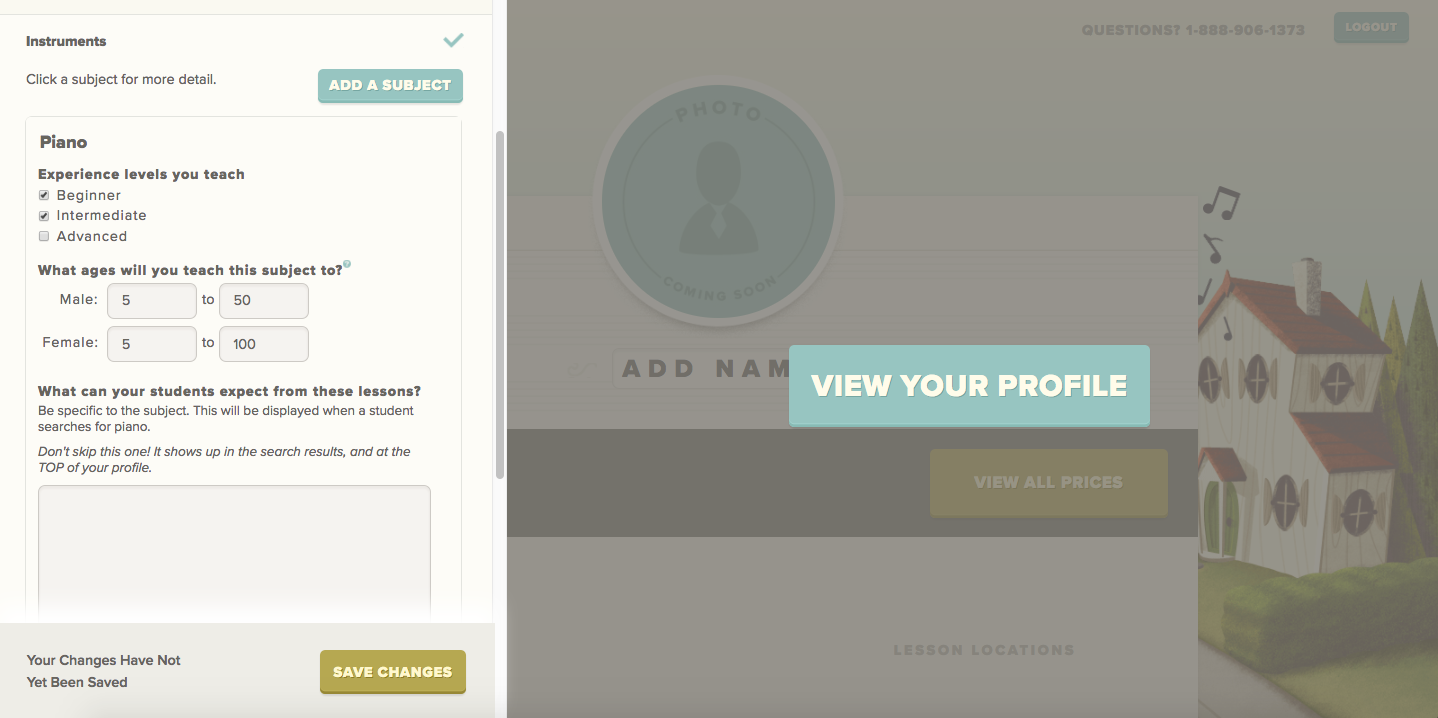 Instruments
Click a subject for more detail.
ADD A SUBJECT
Piano
Experience levels you teach
Beginner
Intermediate
Advanced
What ages will you teach this subject to?
?
Male: 5 to 50
Female: 5 to 100
What can your students expect from these lessons?
Be specific to the subject. This will be displayed when a student
searches for piano.
Don't skip this one! It shows up in the search results, and at the
TOP of your profile.
Your Changes Have Not
Yet Been Saved
SAVE CHANGES
QUESTIONS? 1-888-906-1373
LOGOUT
PHOTO
COMING SOON
ADD NAM
VIEW YOUR PROFILE
VIEW ALL PRICES
LESSON LOCATIONS